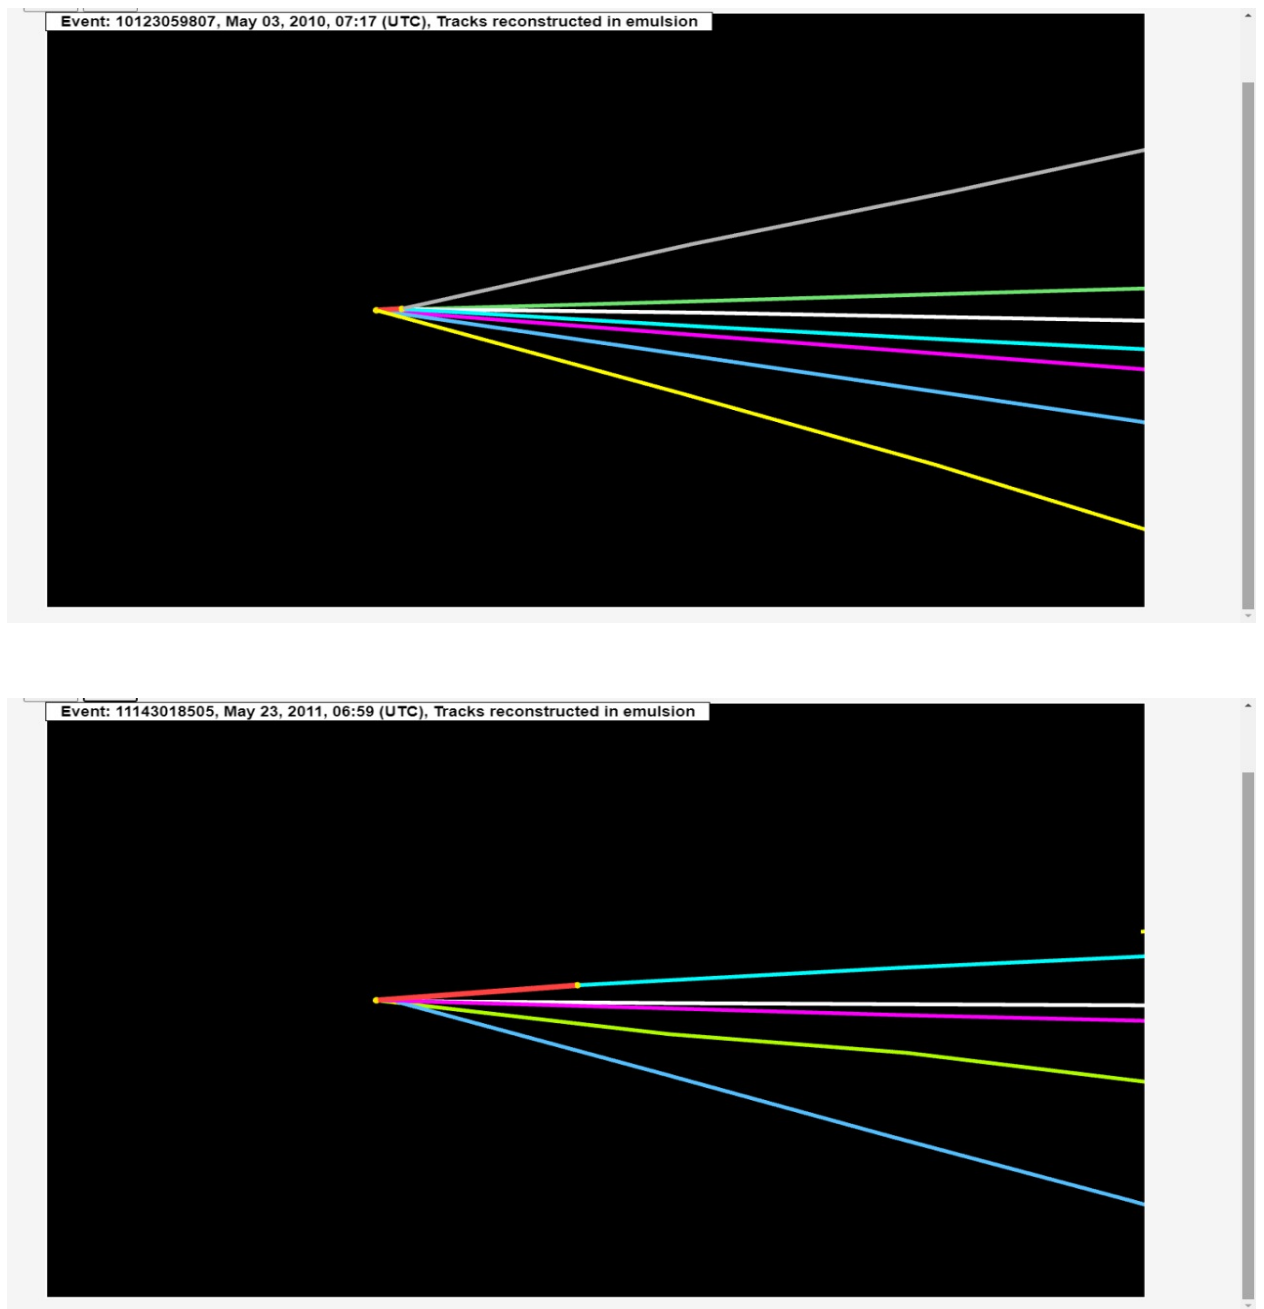 Event: 10123059807, May 03, 2010, 07:17 (UTC), Tracks reconstructed in emulsion
Event: 11143018505, May 23, 2011, 06:59 (UTC), Tracks reconstructed in emulsion